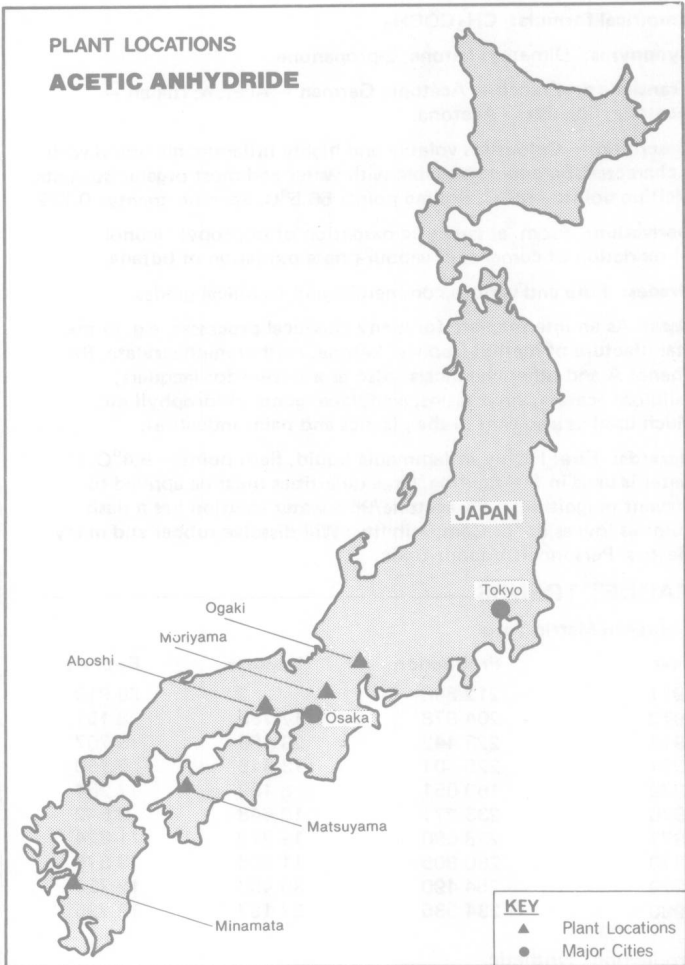 PLANT LOCATIONS
ACETIC ANHYDRIDE
JAPAN
Tokyo
Ogaki
Moriyama
Aboshi
Osaka
Matsuyama
Minamata
KEY
Plant Locations
Major Cities